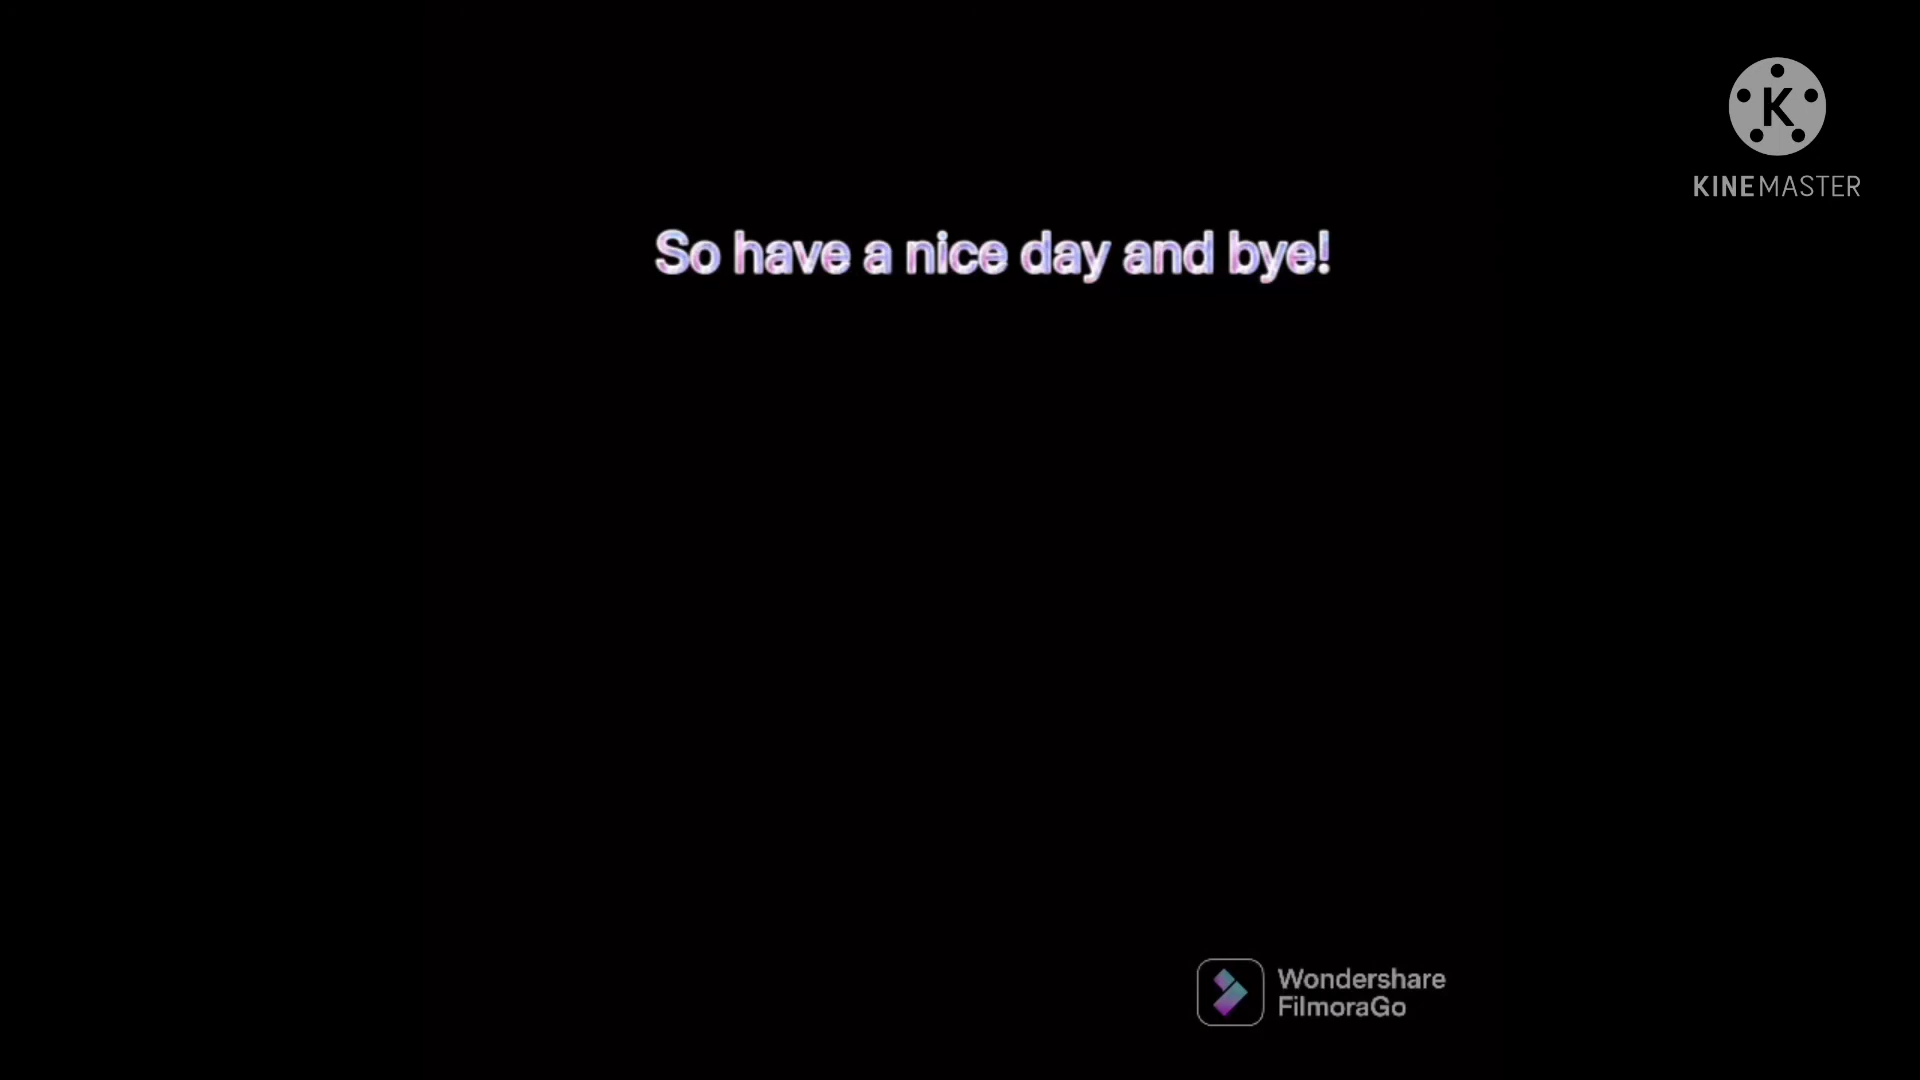 K
KINEMASTER
So have a nice day and bye!
Wondershare
FilmoraGo